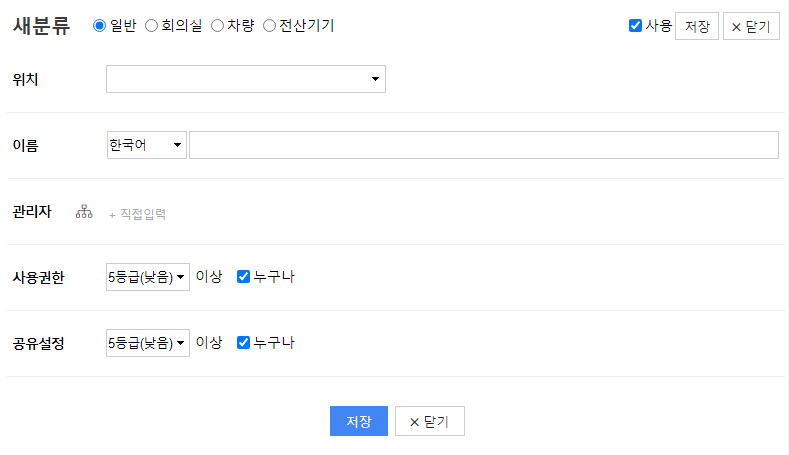 새분류 일반 회의실 차량 전산기기 사용 저장 × 닫기
위치
이름 한국어
관리자 + 직접입력
사용권한 5등급(낮음) 이상 누구나
공유설정 5등급(낮음) 이상 누구나
저장 × 닫기